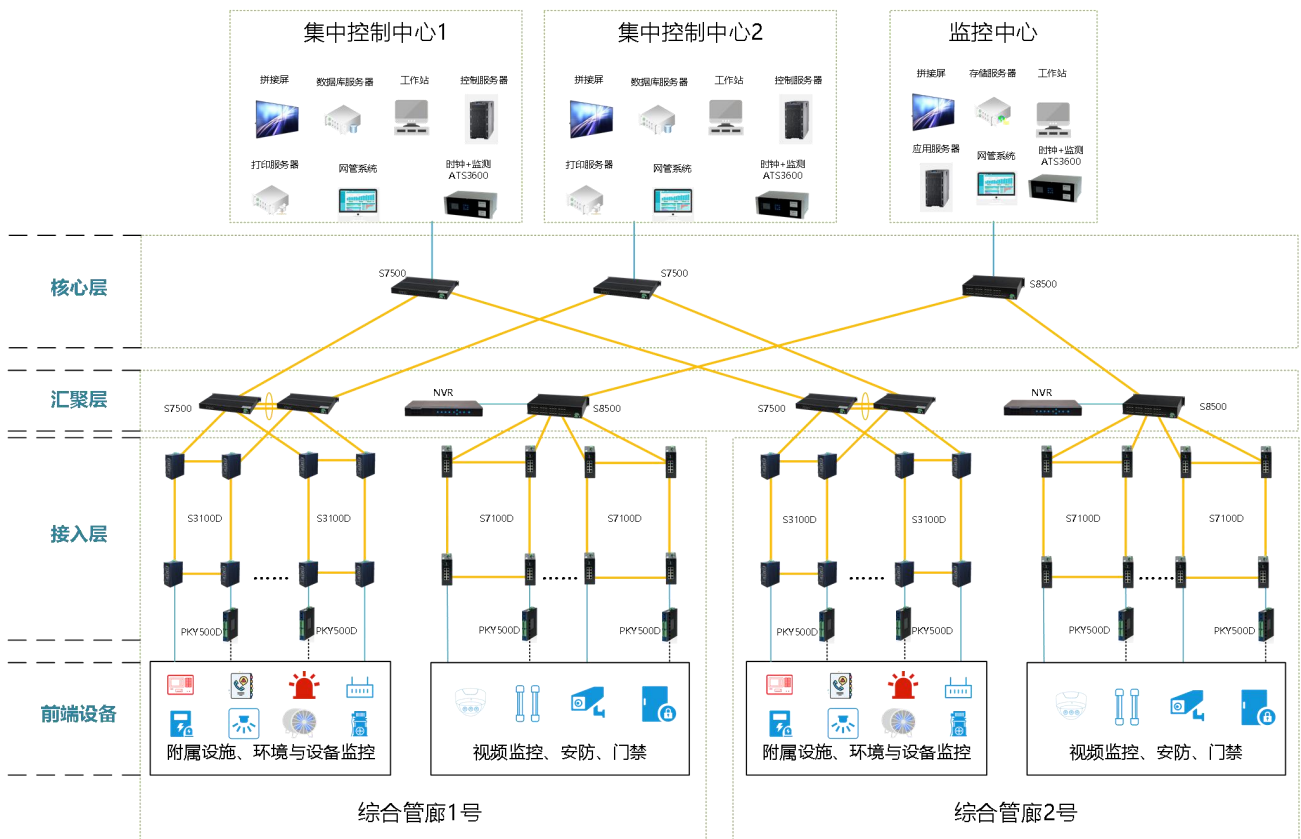 集中控制中心1
集中控制中心2
监控中心
拼接屏
数据库服务器
工作站
控制服务器
打印服务器
网管系统
时钟+监测
ATS3600
拼接屏
数据库服务器
工作站
控制服务器
打印服务器
网管系统
时钟+监测
ATS3600
拼接屏
存储服务器
工作站
应用服务器
网管系统
时钟+监测
ATS3600
核心层
S7500
S7500
S8500
汇聚层
S7500
NVR
S8500
S7500
NVR
S8500
接入层
S3100D
S3100D
S7100D
S7100D
S3100D
S3100D
S7100D
S7100D
......
......
......
......
PKY500D
PKY500D
PKY500D
PKY500D
PKY500D
PKY500D
PKY500D
PKY500D
前端设备
附属设施、环境与设备监控
视频监控、安防、门禁
附属设施、环境与设备监控
视频监控、安防、门禁
综合管廊1号
综合管廊2号